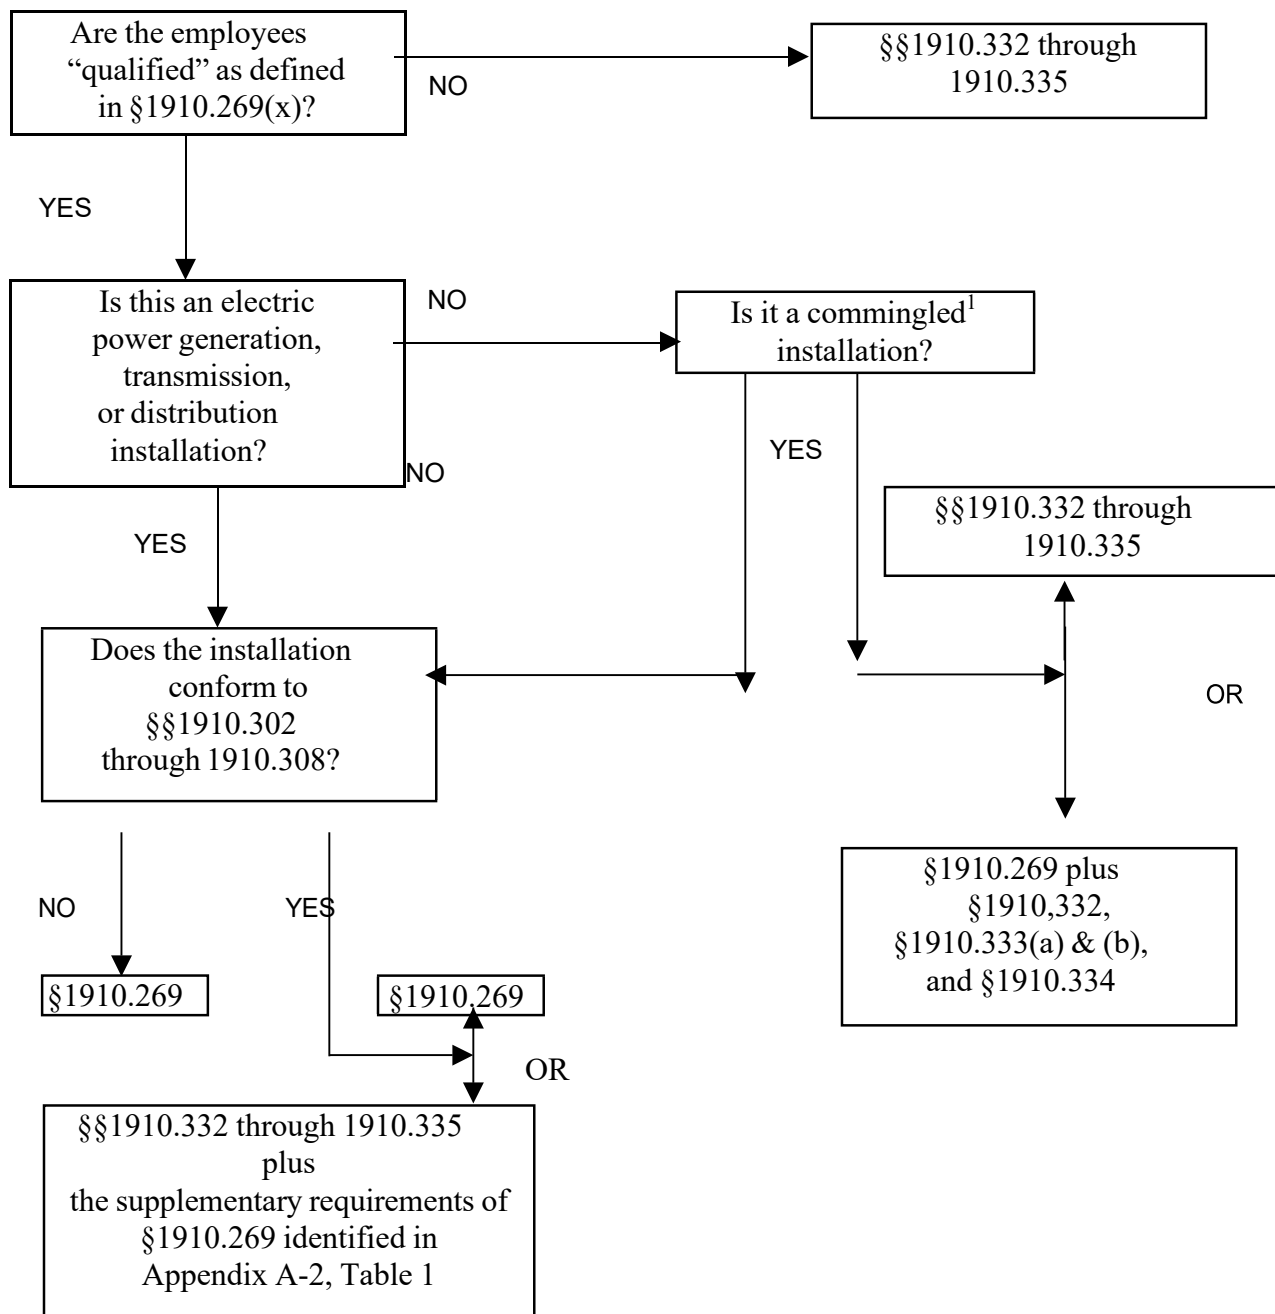 Are the employees
“qualified” as defined
in §1910.269(x)?
NO
§§1910.332 through
1910.335
YES
Is this an electric
power generation,
transmission,
or distribution
installation?
NO
Is it a commingled1
installation?
NO
YES
YES
§§1910.332 through
1910.335
Does the installation
conform to
§§1910.302
through 1910.308?
OR
NO
YES
§1910.269 plus
§1910,332,
§1910.333(a) & (b),
and §1910.334
§1910.269
§1910.269
OR
§§1910.332 through 1910.335
plus
the supplementary requirements of
§1910.269 identified in
Appendix A-2, Table 1